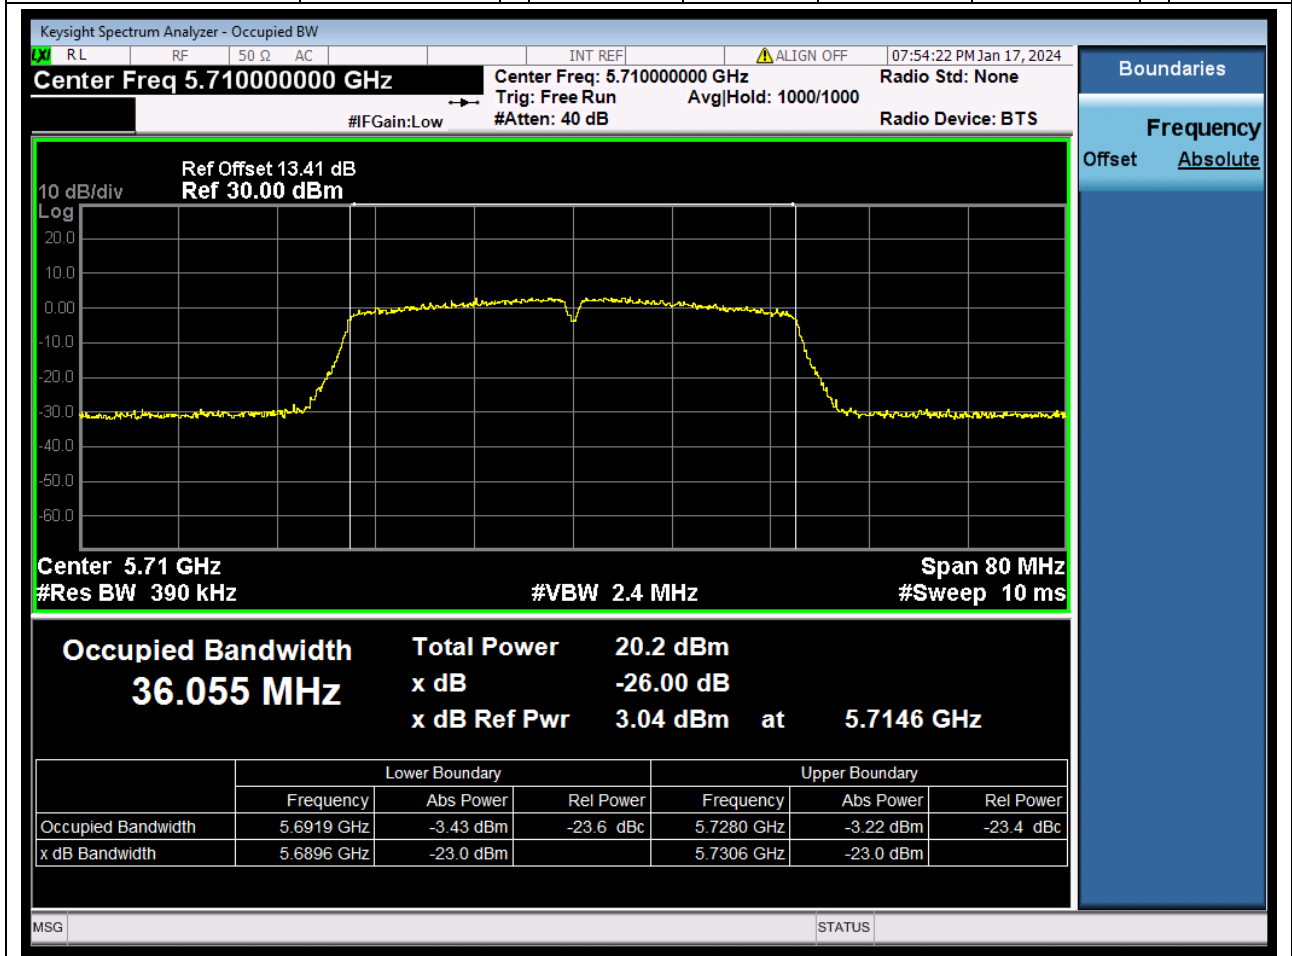 Keysight Spectrum Analyzer - Occupied BW
LXI RL RF 50 Ω AC INT REF ALIGN OFF 07:54:22 PM Jan 17, 2024
Center Freq 5.710000000 GHz Center Freq: 5.710000000 GHz Radio Std: None
Trig: Free Run Avg|Hold: 1000/1000
#IFGain:Low #Atten: 40 dB Radio Device: BTS
Boundaries
Frequency
Offset Absolute
Ref Offset 13.41 dB
10 dB/div Ref 30.00 dBm
Log
20.0
10.0
0.00
-10.0
-20.0
-30.0
-40.0
-50.0
-60.0
Center 5.71 GHz Span 80 MHz
#Res BW 390 kHz #VBW 2.4 MHz #Sweep 10 ms
Occupied Bandwidth Total Power 20.2 dBm
36.055 MHz x dB -26.00 dB
x dB Ref Pwr 3.04 dBm at 5.7146 GHz
Lower Boundary Upper Boundary
Frequency Abs Power Rel Power Frequency Abs Power Rel Power
Occupied Bandwidth 5.6919 GHz -3.43 dBm -23.6 dBc 5.7280 GHz -3.22 dBm -23.4 dBc
x dB Bandwidth 5.6896 GHz -23.0 dBm 5.7306 GHz -23.0 dBm
MSG STATUS